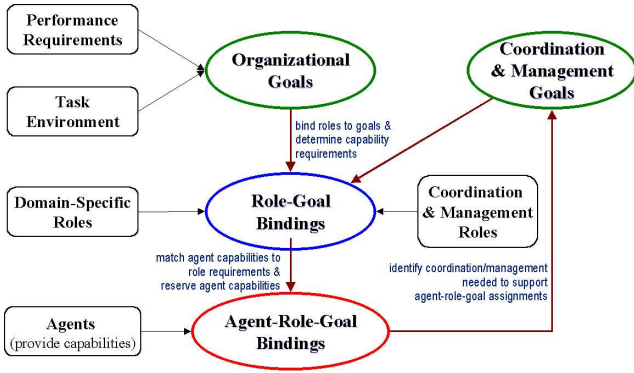 Performance
Requirements
Organizational
Goals
Coordination
& Management
Goals
Task
Environment
bind roles to goals &
determine capability
requirements
Domain-Specific
Roles
Role-Goal
Bindings
Coordination
& Management
Roles
match agent capabilities to
role requirements &
reserve agent capabilities
identify coordination/management
needed to support
agent-role-goal assignments
Agents
(provide capabilities)
Agent-Role-Goal
Bindings